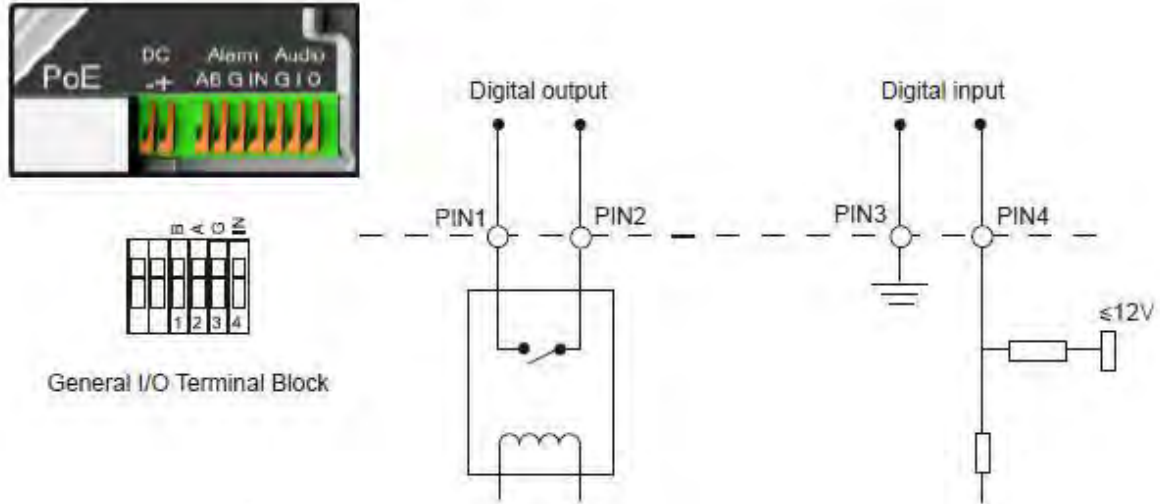 DC Alarm Audio
PoE -+ AB G IN G I O
Digital output
Digital input
PIN1
PIN2
PIN3
PIN4
B A G IN
1 2 3 4
≤12V
General I/O Terminal Block